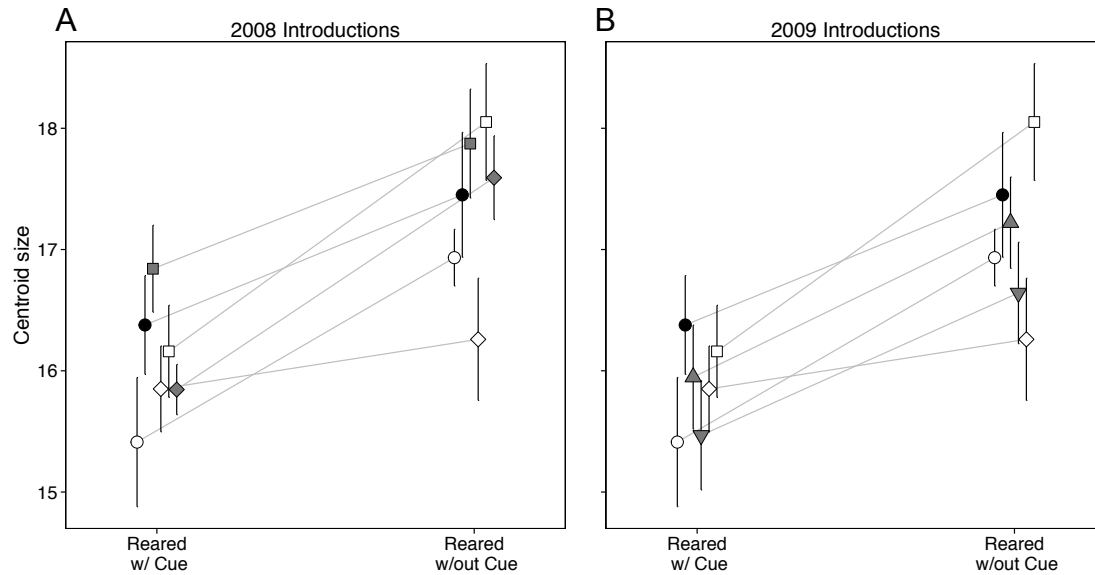 A
2008 Introductions
B
2009 Introductions
Centroid size
18
17
16
15
Reared
w/ Cue
Reared
w/out Cue
Reared
w/ Cue
Reared
w/out Cue